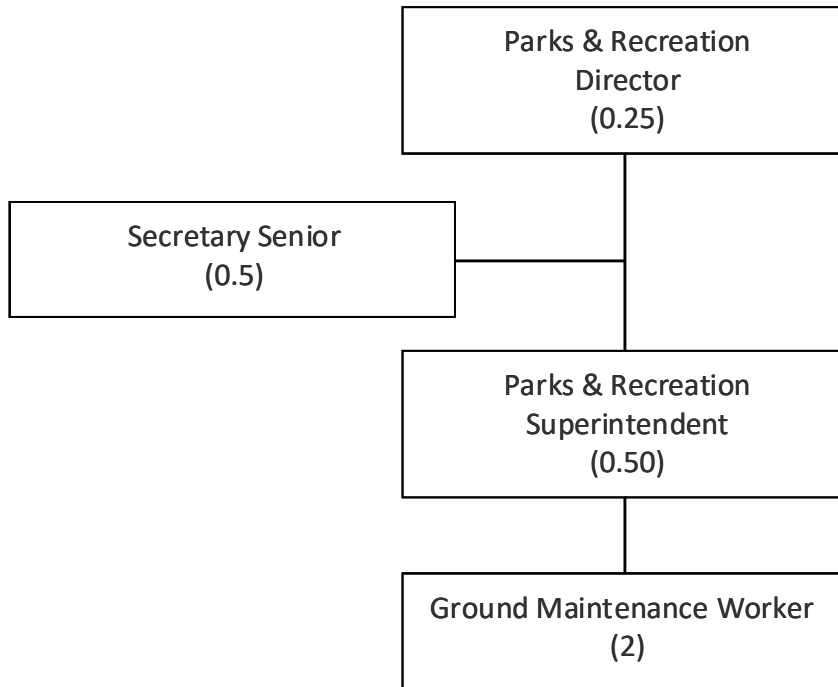 Parks & Recreation
Director
(0.25)
Secretary Senior
(0.5)
Parks & Recreation
Superintendent
(0.50)
Ground Maintenance Worker
(2)